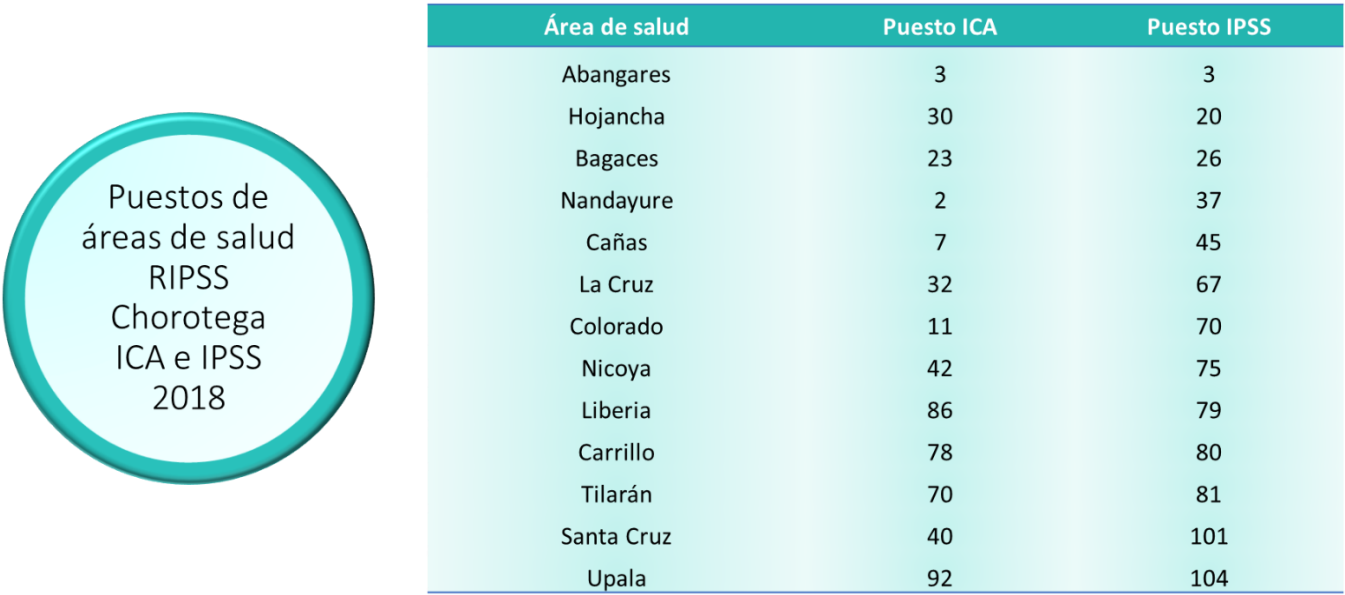 Puestos de
áreas de salud
RIPSS
Chorotega
ICA e IPSS
2018
Área de salud Puesto ICA Puesto IPSS
Abangares 3 3
Hojancha 30 20
Bagaces 23 26
Nandayure 2 37
Cañas 7 45
La Cruz 32 67
Colorado 11 70
Nicoya 42 75
Liberia 86 79
Carrillo 78 80
Tilarán 70 81
Santa Cruz 40 101
Upala 92 104